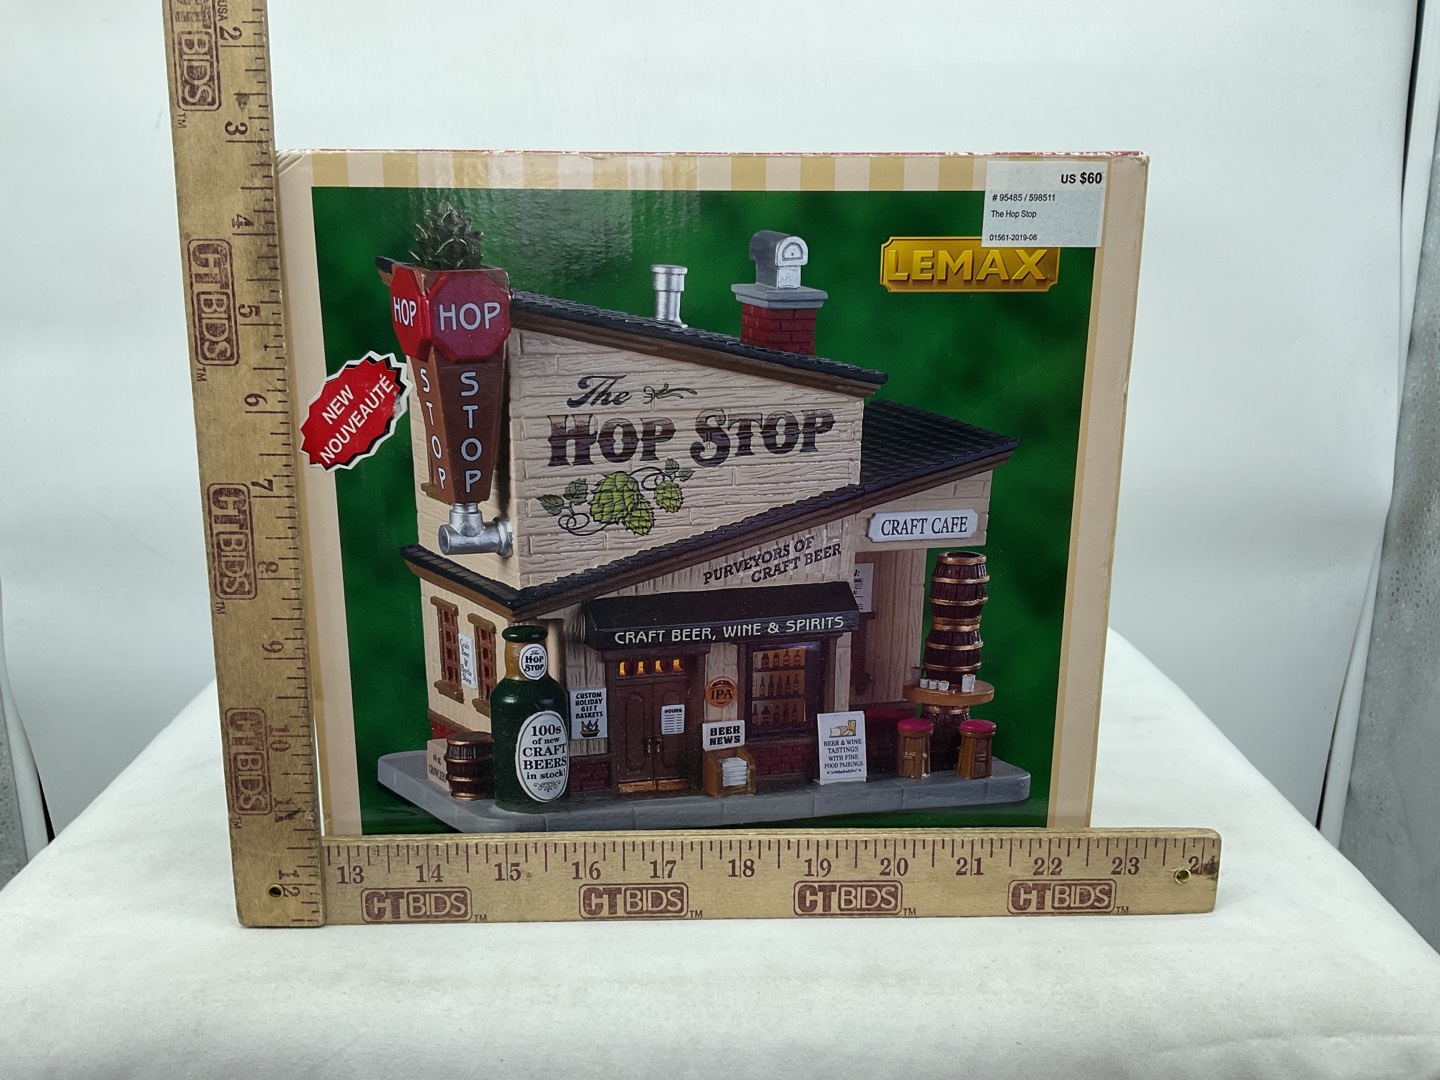 USA
2
CTBIDS
TM
3
4
CTBIDS
TM
5
6
7
CTBIDS
TM
8
9
CTBIDS
TM
10
11
12
US $60
# 95485 / 598511
The Hop Stop
01561-2019-06
LEMAX
NEW
NOUVEAUTÉ
HOP
HOP
STOP
STOP
The
HOP STOP
CRAFT CAFE
PURVEYORS OF
CRAFT BEER
CRAFT BEER, WINE & SPIRITS
HOP
STOP
100s
of new
CRAFT
BEERS
in stock!
CUSTOM
HOLIDAY
GIFT
BASKETS
HOURS
IPA
BEER
NEWS
BEER & WINE
TASTINGS
WITH FINE
FOOD PAIRINGS
13 14 15 16 17 18 19 20 21 22 23 24
CTBIDS TM CTBIDS TM CTBIDS TM CTBIDS TM